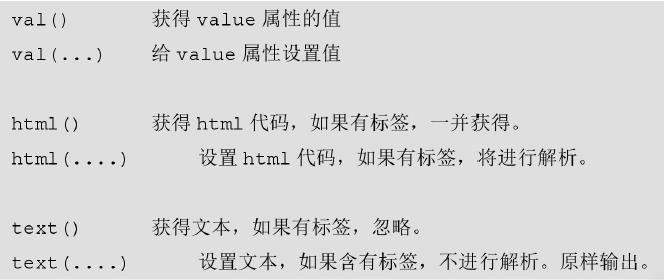 val() 获得 value 属性的值
val(...) 给 value 属性设置值
html() 获得 html 代码，如果有标签，一并获得。
html(....) 设置 html 代码，如果有标签，将进行解析。
text() 获得文本，如果有标签，忽略。
text(....) 设置文本，如果含有标签，不进行解析。原样输出。